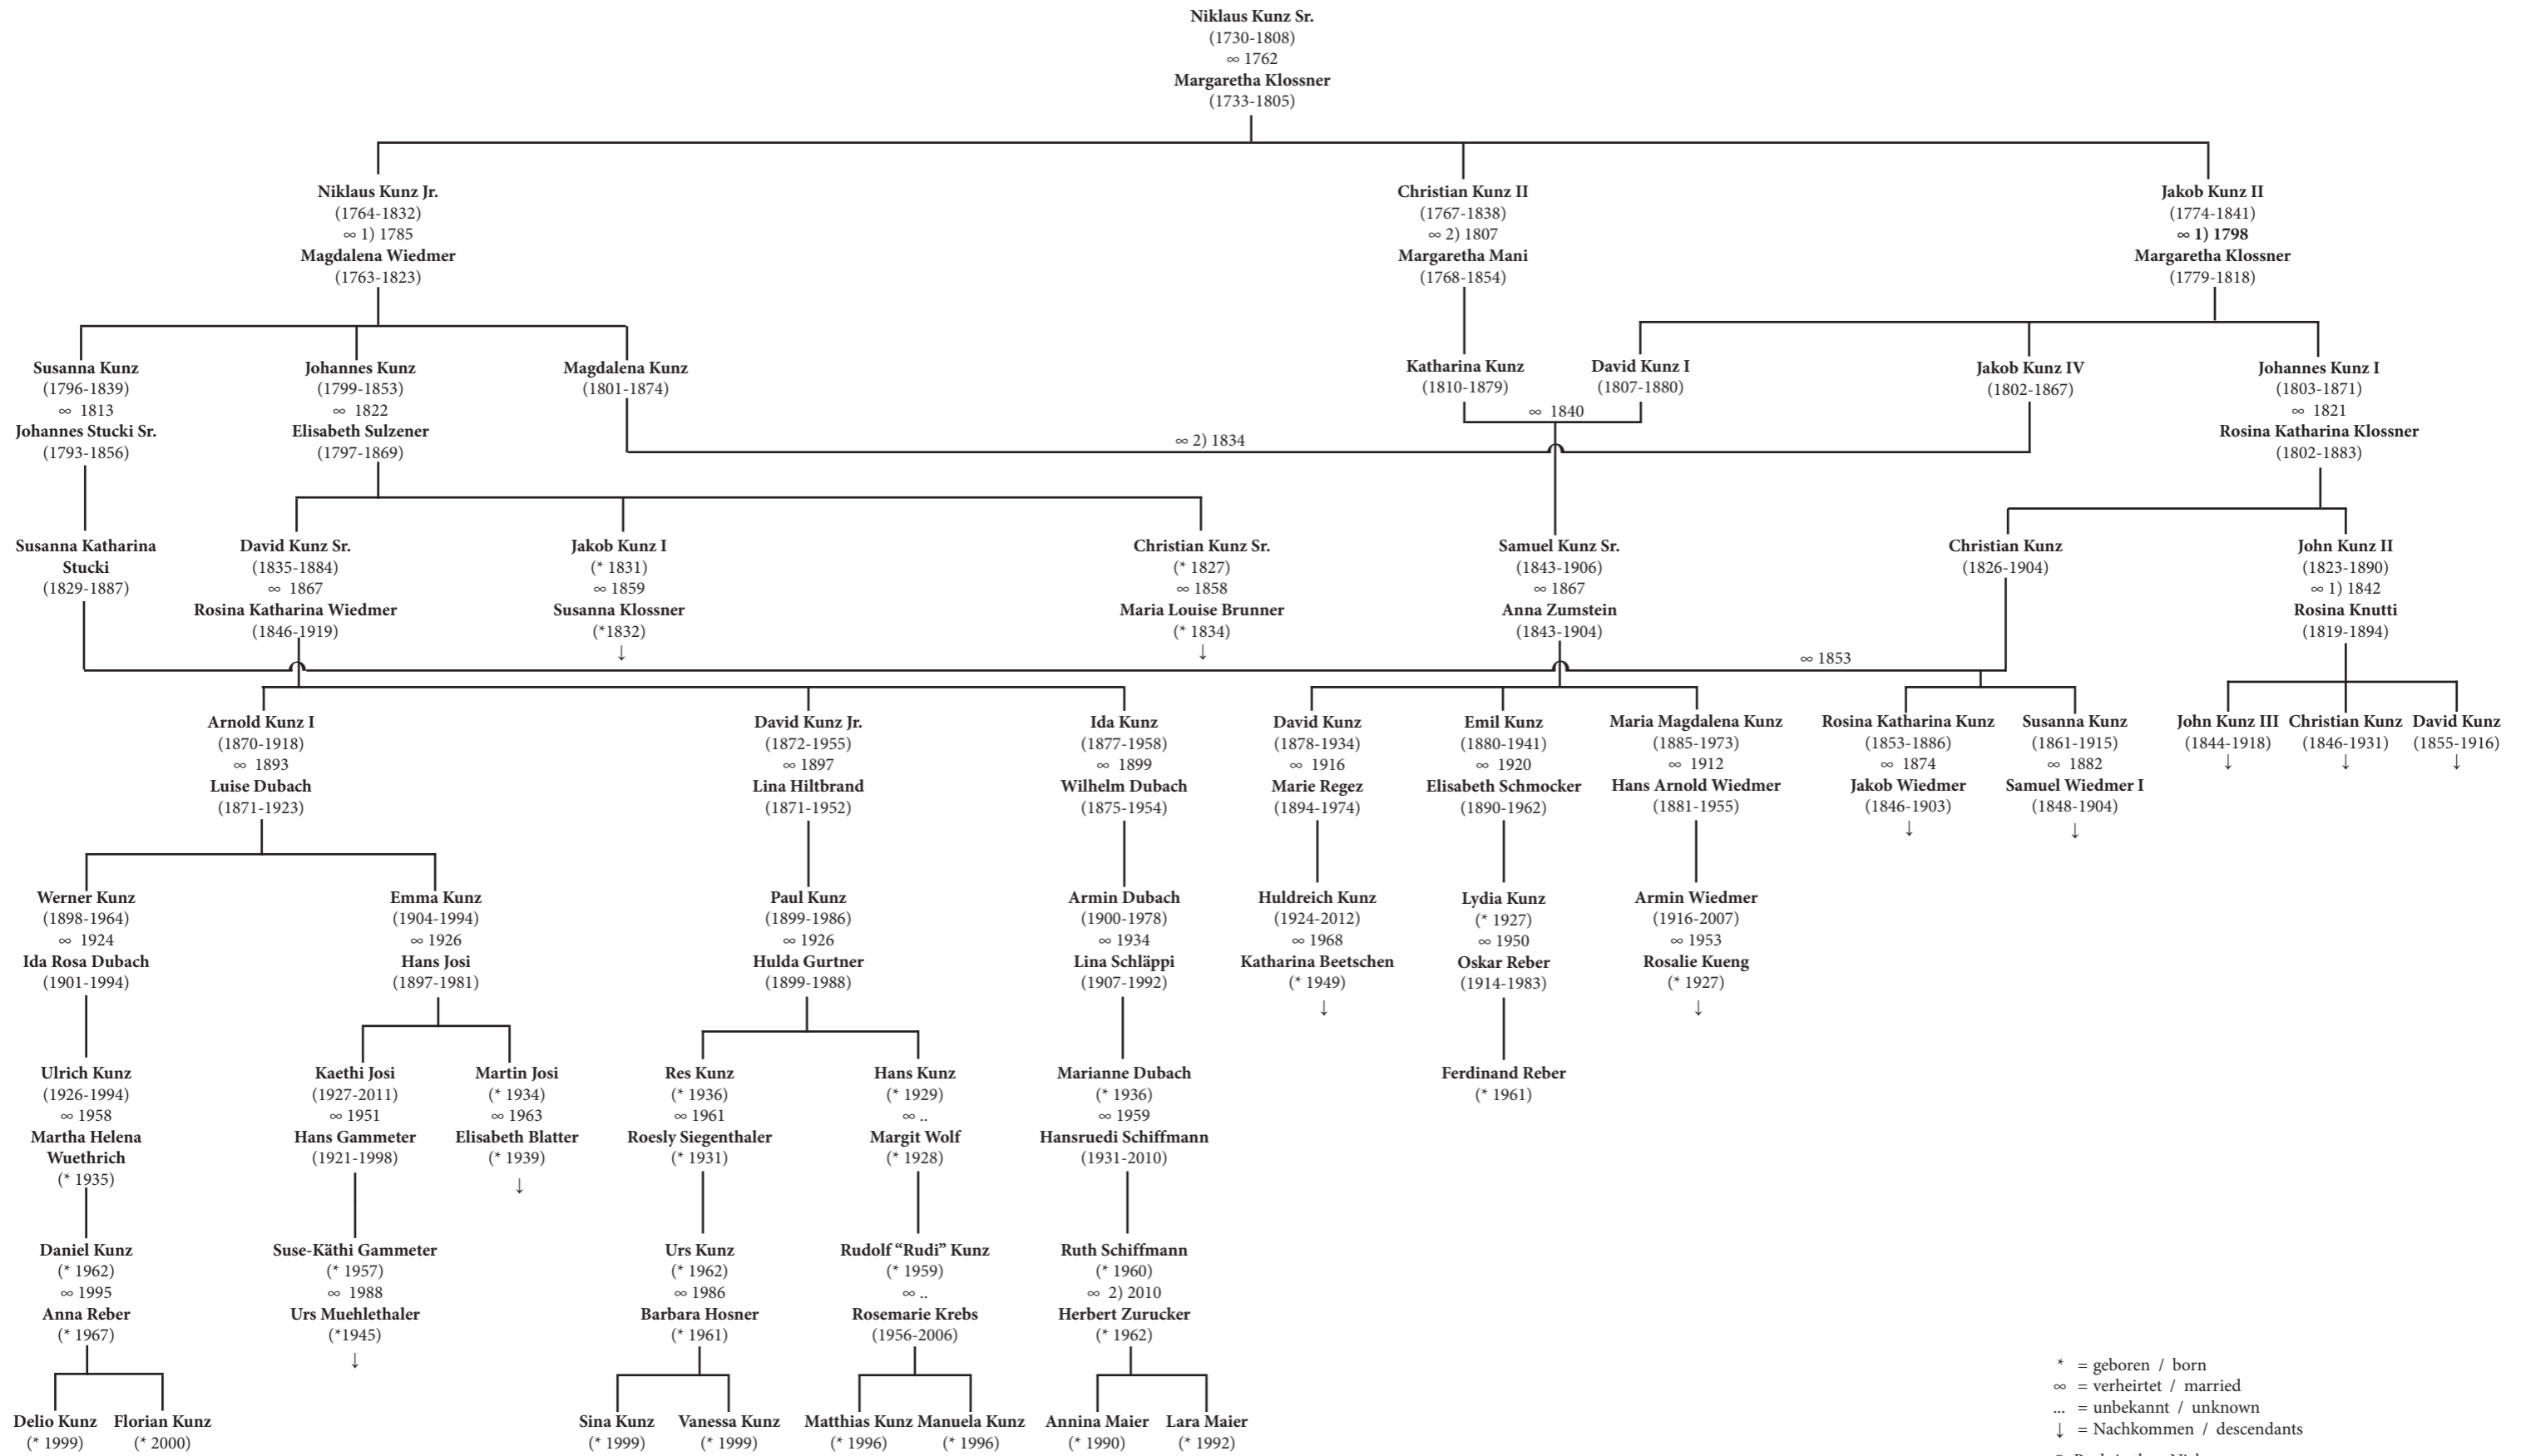 Niklaus Kunz Sr.
(1730-1808)
∞ 1762
Margaretha Klossner
(1733-1805)
Niklaus Kunz Jr.
(1764-1832)
∞ 1) 1785
Magdalena Wiedmer
(1763-1823)
Christian Kunz II
(1767-1838)
∞ 2) 1807
Margaretha Mani
(1768-1854)
Jakob Kunz II
(1774-1841)
∞ 1) 1798
Margaretha Klossner
(1779-1818)
Susanna Kunz
(1796-1839)
∞ 1813
Johannes Stucki Sr.
(1793-1856)
Johannes Kunz
(1799-1853)
∞ 1822
Elisabeth Sulzener
(1797-1869)
Magdalena Kunz
(1801-1874)
Katharina Kunz
(1810-1879)
David Kunz I
(1807-1880)
∞ 1840
Jakob Kunz IV
(1802-1867)
∞ 2) 1834
Johannes Kunz I
(1803-1871)
∞ 1821
Rosina Katharina Klossner
(1802-1883)
Susanna Katharina
Stucki
(1829-1887)
David Kunz Sr.
(1835-1884)
∞ 1867
Rosina Katharina Wiedmer
(1846-1919)
Jakob Kunz I
(* 1831)
∞ 1859
Susanna Klossner
(*1832)
↓
Christian Kunz Sr.
(* 1827)
∞ 1858
Maria Louise Brunner
(* 1834)
↓
Samuel Kunz Sr.
(1843-1906)
∞ 1867
Anna Zumstein
(1843-1904)
Christian Kunz
(1826-1904)
∞ 1853
John Kunz II
(1823-1890)
∞ 1) 1842
Rosina Knutti
(1819-1894)
Arnold Kunz I
(1870-1918)
∞ 1893
Luise Dubach
(1871-1923)
David Kunz Jr.
(1872-1955)
∞ 1897
Lina Hiltbrand
(1871-1952)
Ida Kunz
(1877-1958)
∞ 1899
Wilhelm Dubach
(1875-1954)
David Kunz
(1878-1934)
∞ 1916
Marie Regez
(1894-1974)
Emil Kunz
(1880-1941)
∞ 1920
Elisabeth Schmocker
(1890-1962)
Maria Magdalena Kunz
(1885-1973)
∞ 1912
Hans Arnold Wiedmer
(1881-1955)
Rosina Katharina Kunz
(1853-1886)
∞ 1874
Jakob Wiedmer
(1846-1903)
↓
Susanna Kunz
(1861-1915)
∞ 1882
Samuel Wiedmer I
(1848-1904)
↓
John Kunz III
(1844-1918)
↓
Christian Kunz
(1846-1931)
↓
David Kunz
(1855-1916)
↓
Werner Kunz
(1898-1964)
∞ 1924
Ida Rosa Dubach
(1901-1994)
Emma Kunz
(1904-1994)
∞ 1926
Hans Josi
(1897-1981)
Paul Kunz
(1899-1986)
∞ 1926
Hulda Gurtner
(1899-1988)
Armin Dubach
(1900-1978)
∞ 1934
Lina Schläppi
(1907-1992)
Huldreich Kunz
(1924-2012)
∞ 1968
Katharina Beetschen
(* 1949)
↓
Lydia Kunz
(* 1927)
∞ 1950
Oskar Reber
(1914-1983)
Armin Wiedmer
(1916-2007)
∞ 1953
Rosalie Kueng
(* 1927)
↓
Ulrich Kunz
(1926-1994)
∞ 1958
Martha Helena
Wuethrich
(* 1935)
Kaethi Josi
(1927-2011)
∞ 1951
Hans Gammeter
(1921-1998)
Martin Josi
(* 1934)
∞ 1963
Elisabeth Blatter
(* 1939)
↓
Res Kunz
(* 1936)
∞ 1961
Roesly Siegenthaler
(* 1931)
Hans Kunz
(* 1929)
∞ ..
Margit Wolf
(* 1928)
Marianne Dubach
(* 1936)
∞ 1959
Hansruedi Schiffmann
(1931-2010)
Ferdinand Reber
(* 1961)
Daniel Kunz
(* 1962)
∞ 1995
Anna Reber
(* 1967)
Suse-Käthi Gammeter
(* 1957)
∞ 1988
Urs Muehlethaler
(*1945)
↓
Urs Kunz
(* 1962)
∞ 1986
Barbara Hosner
(* 1961)
Rudolf “Rudi” Kunz
(* 1959)
∞ ..
Rosemarie Krebs
(1956-2006)
Ruth Schiffmann
(* 1960)
∞ 2) 2010
Herbert Zurucker
(* 1962)
Delio Kunz
(* 1999)
Florian Kunz
(* 2000)
Sina Kunz
(* 1999)
Vanessa Kunz
(* 1999)
Matthias Kunz
(* 1996)
Manuela Kunz
(* 1996)
Annina Maier
(* 1990)
Lara Maier
(* 1992)
* = geboren / born
∞ = verheirtet / married
... = unbekannt / unknown
↓ = Nachkommen / descendants